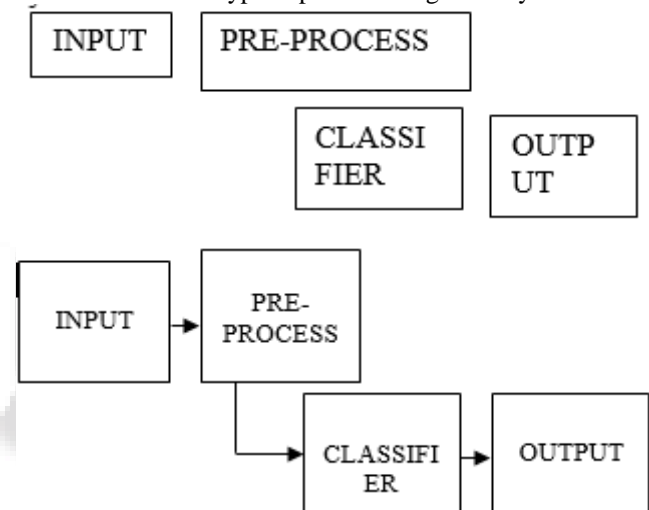 INPUT
PRE-PROCESS
CLASSI
FIER
OUTP
UT
INPUT
PRE-
PROCESS
CLASSIFI
ER
OUTPUT